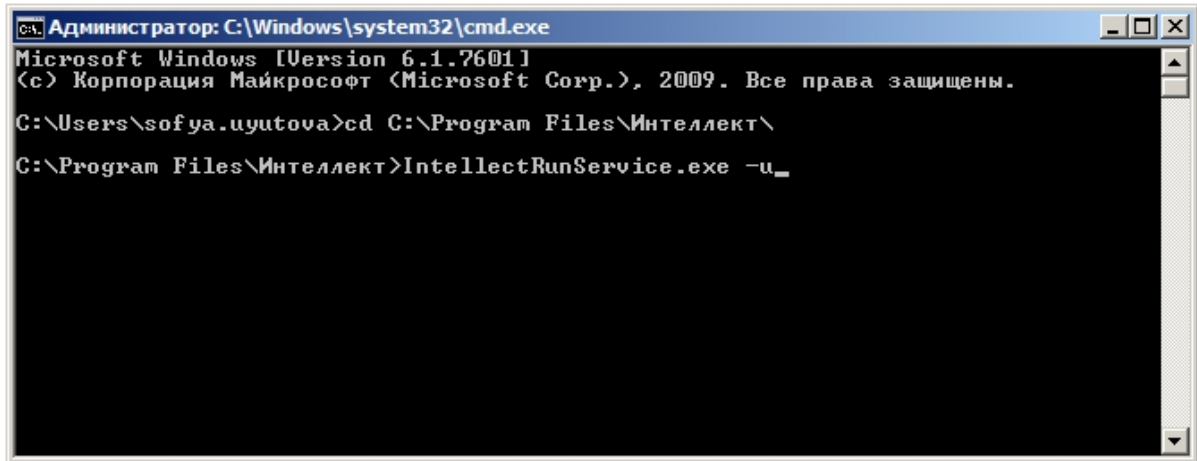 Администратор: C:\Windows\system32\cmd.exe
Microsoft Windows [Version 6.1.7601]
(c) Корпорация Майкрософт (Microsoft Corp.), 2009. Все права защищены.
C:\Users\sofya.uyutova>cd C:\Program Files\Интеллект\
C:\Program Files\Интеллект>IntellectRunService.exe -u_